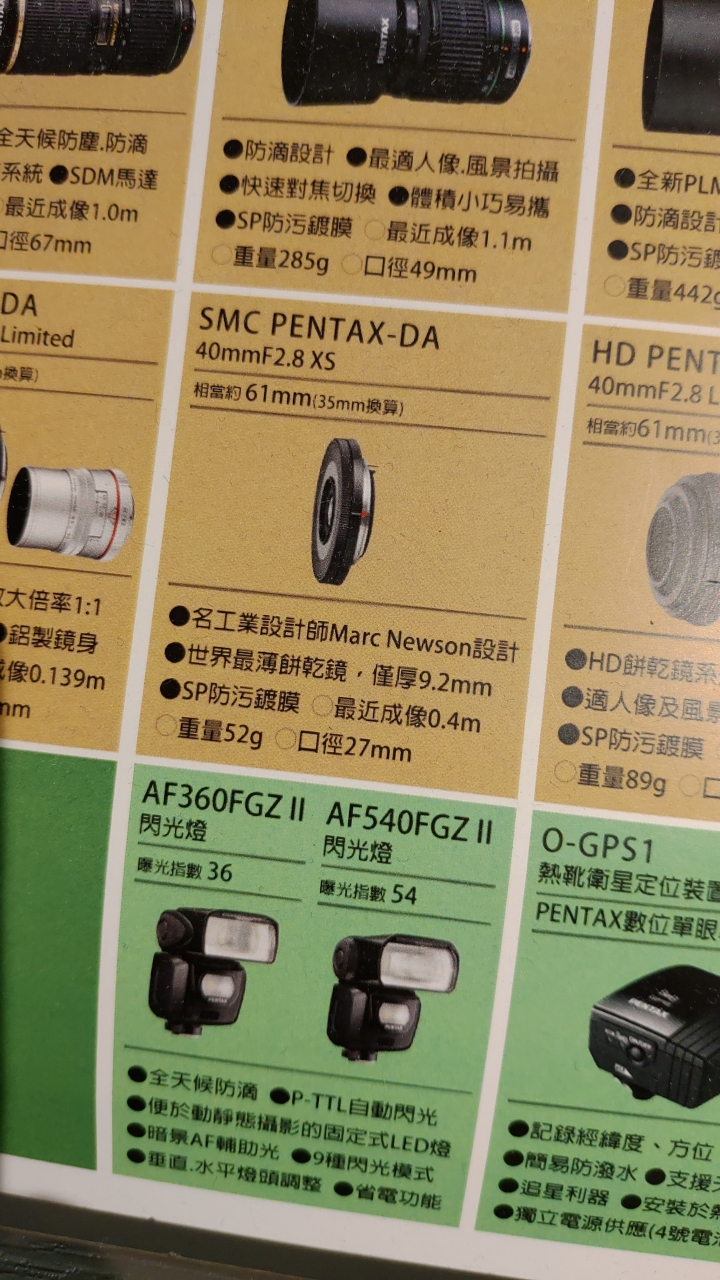 PENTAX
全天候防塵.防滴
系統 ●SDM馬達
最近成像1.0m
口徑67mm
●防滴設計 ●最適人像.風景拍攝
●快速對焦切換 ●體積小巧易攜
●SP防污鍍膜 ○最近成像1.1m
○重量285g ○口徑49mm
●全新PLM
●防滴設計
●SP防污鍍
○重量442g
DA
Limited
換算)
大倍率1:1
●鋁製鏡身
成像0.139m
mm
SMC PENTAX-DA
40mmF2.8 XS
相當約 61mm(35mm換算)
●名工業設計師Marc Newson設計
●世界最薄餅乾鏡，僅厚9.2mm
●SP防污鍍膜 ○最近成像0.4m
○重量52g ○口徑27mm
HD PENT
40mmF2.8 L
相當約61mm(3
●HD餅乾鏡系
●適人像及風景
●SP防污鍍膜
○重量89g ○口
AF360FGZ II
閃光燈
曝光指數 36
AF540FGZ II
閃光燈
曝光指數 54
●全天候防滴 ●P-TTL自動閃光
●便於動靜態攝影的固定式LED燈
●暗景AF輔助光 ●9種閃光模式
●垂直.水平燈頭調整 ●省電功能
O-GPS1
熱靴衛星定位裝置
PENTAX數位單眼
PENTAX
●記錄經緯度、方位
●簡易防潑水 ●支援
●追星利器 ●安裝於熱
●獨立電源供應(4號電池